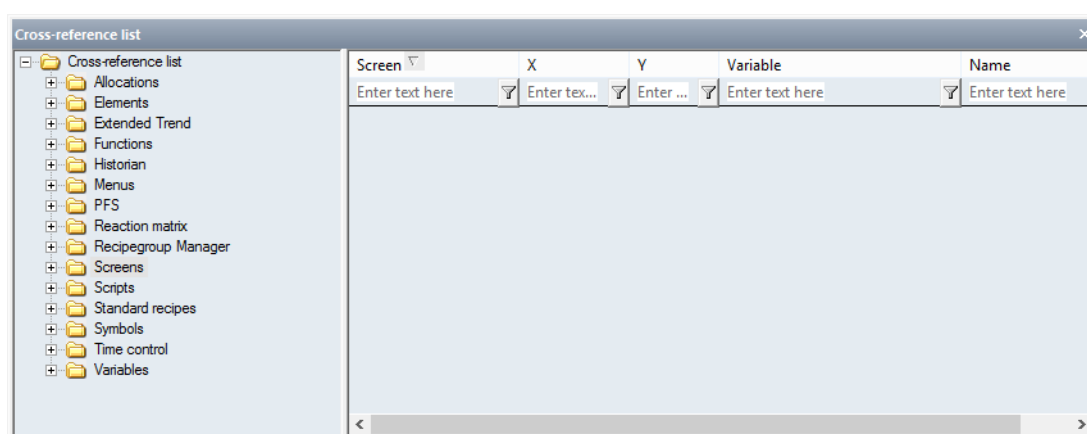 Cross-reference list
Cross-reference list
Allocations
Elements
Extended Trend
Functions
Historian
Menus
PFS
Reaction matrix
Recipegroup Manager
Screens
Scripts
Standard recipes
Symbols
Time control
Variables
Screen X Y Variable Name
Enter text here Enter tex... Enter ... Enter text here Enter text here